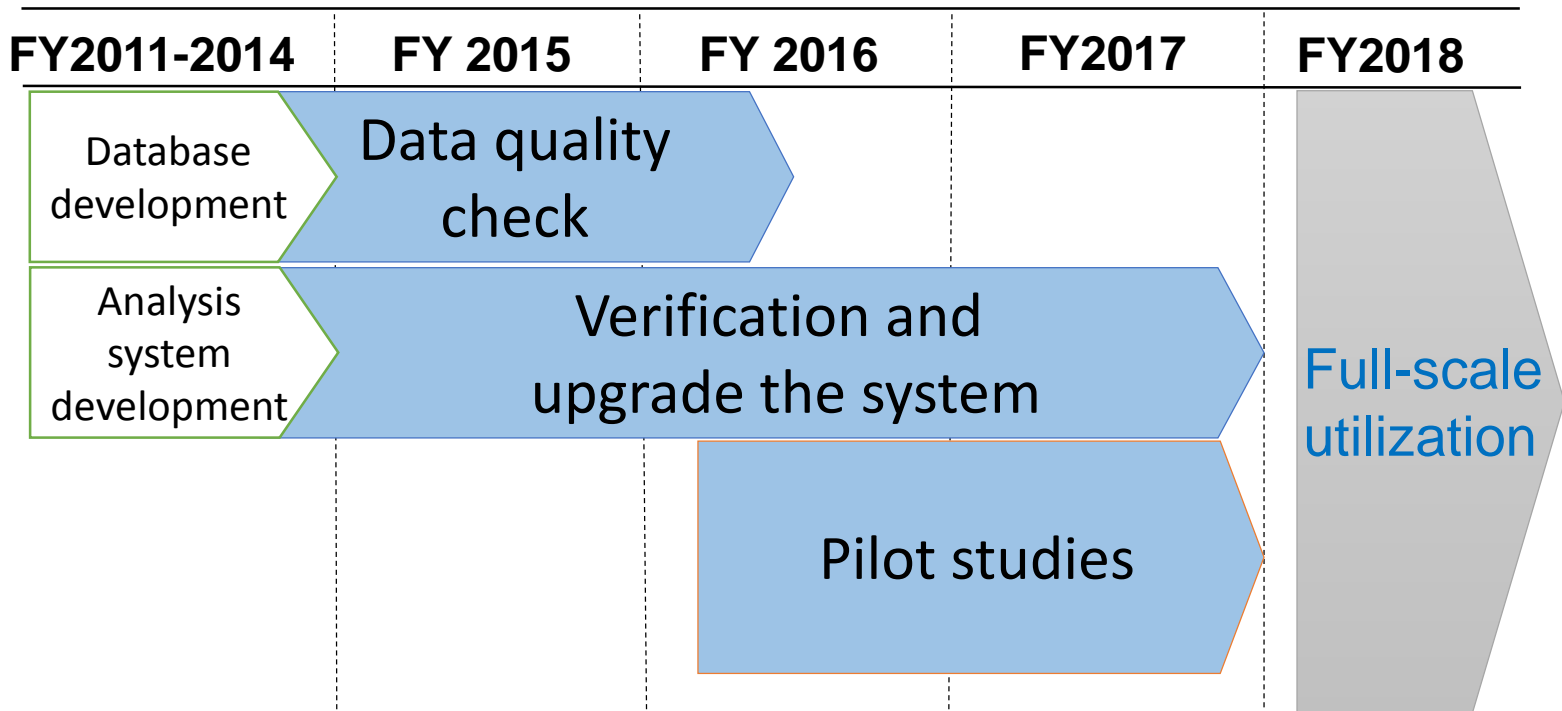 FY2011-2014 FY 2015 FY 2016 FY2017 FY2018
Database
development
Data quality
check
Analysis
system
development
Verification and
upgrade the system
Pilot studies
Full-scale
utilization